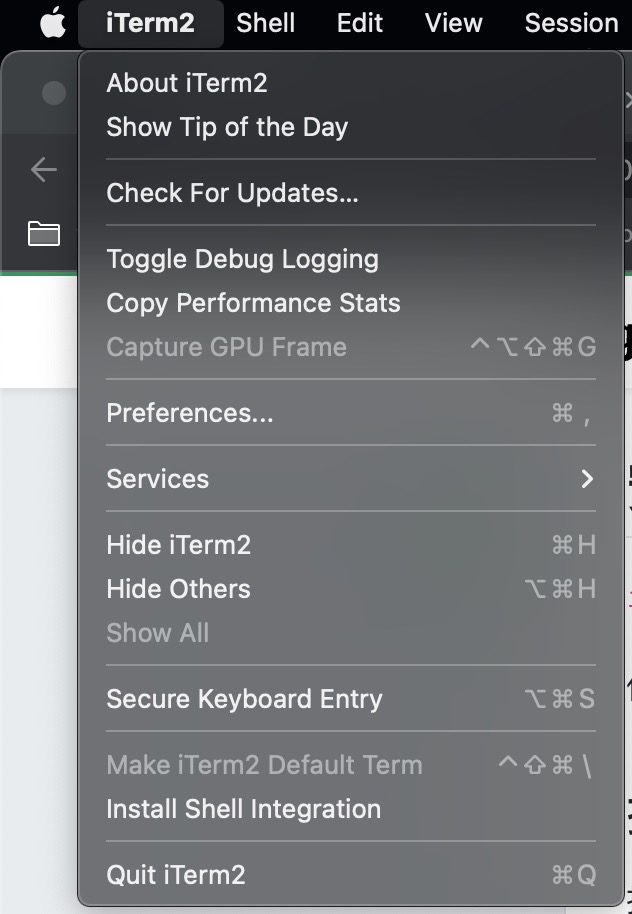 iTerm2 Shell Edit View Session
About iTerm2
Show Tip of the Day
Check For Updates...
Toggle Debug Logging
Copy Performance Stats
Capture GPU Frame ^⌥⇧⌘G
Preferences... ⌘,
Services >
Hide iTerm2 ⌘H
Hide Others ⌥⌘H
Show All
Secure Keyboard Entry ⌥⌘S
Make iTerm2 Default Term ^⇧⌘\
Install Shell Integration
Quit iTerm2 ⌘Q